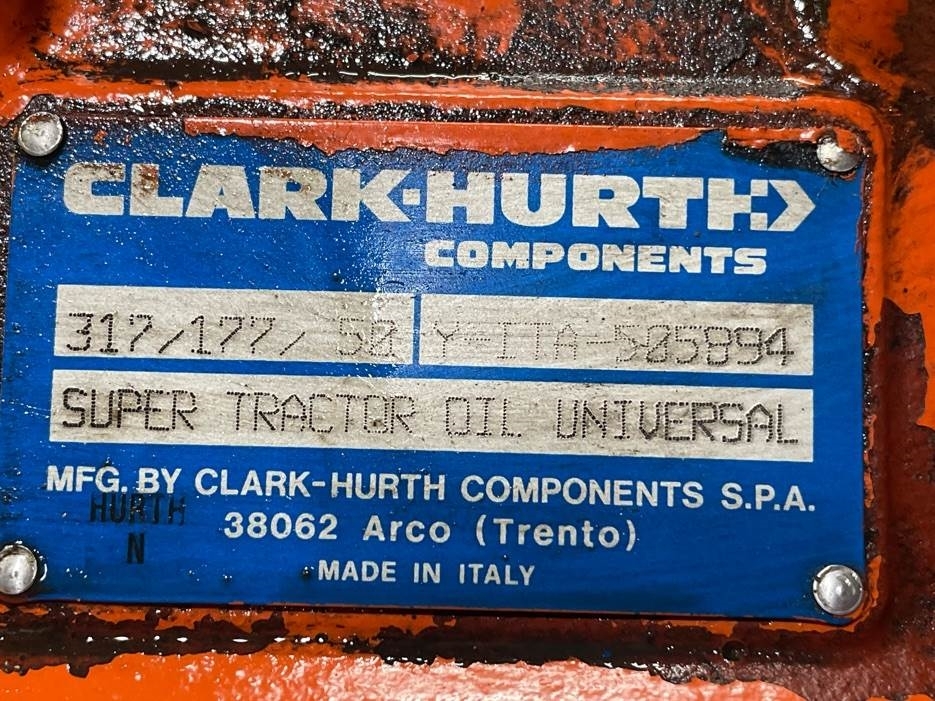 CLARK-HURTH
COMPONENTS
317/177/ 50 Y-ITA-505894
SUPER TRACTOR OIL UNIVERSAL
MFG. BY CLARK-HURTH COMPONENTS S.P.A.
HURTH
38062 Arco (Trento)
N
MADE IN ITALY